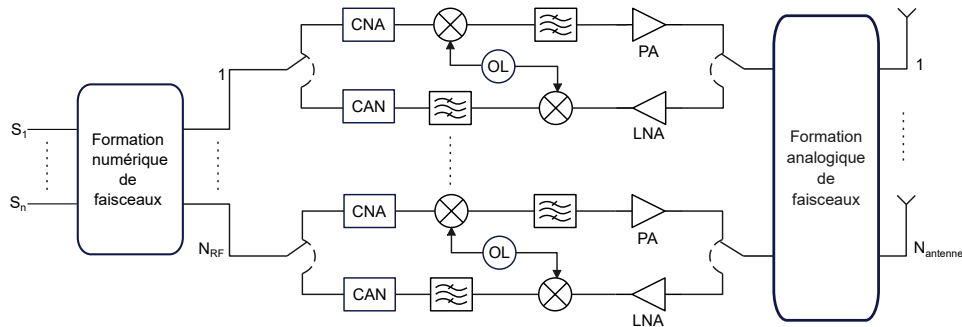 CNA
PA
OL
1
CAN
LNA
S1
Sn
Formation
numérique
de
faisceaux
Formation
analogique
de
faisceaux
1
CNA
PA
NRF
OL
Nantenne
CAN
LNA